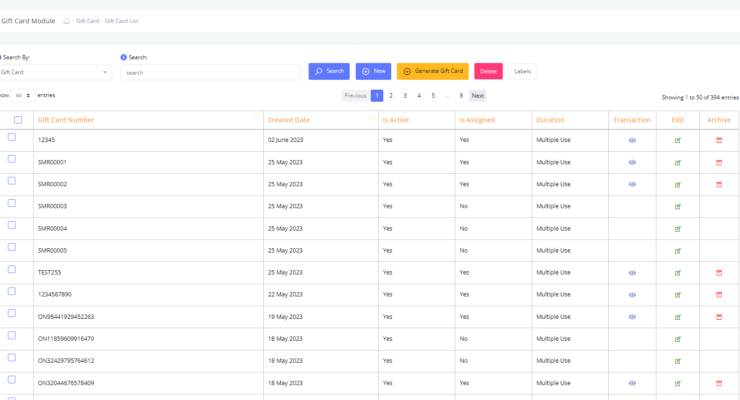 Gift Card Module - Gift Card - Gift Card List
Search By: Search:
Gift Card search Search New Generate Gift Card Delete Labels
50 entries Previous 1 2 3 4 5 ... 8 Next Showing 1 to 50 of 394 entries
Gift Card Number Created Date Is Active Is Assigned Duration Transaction Edit Archive
12345 02 June 2023 Yes Yes Multiple Use
SMR00001 25 May 2023 Yes Yes Multiple Use
SMR00002 25 May 2023 Yes Yes Multiple Use
SMR00003 25 May 2023 Yes No Multiple Use
SMR00004 25 May 2023 Yes No Multiple Use
SMR00005 25 May 2023 Yes No Multiple Use
TEST255 25 May 2023 Yes Yes Multiple Use
1234567890 22 May 2023 Yes Yes Multiple Use
ON98441929452263 19 May 2023 Yes Yes Multiple Use
ON11859609916470 18 May 2023 Yes No Multiple Use
ON32429795764612 18 May 2023 Yes No Multiple Use
ON32044676578409 18 May 2023 Yes Yes Multiple Use